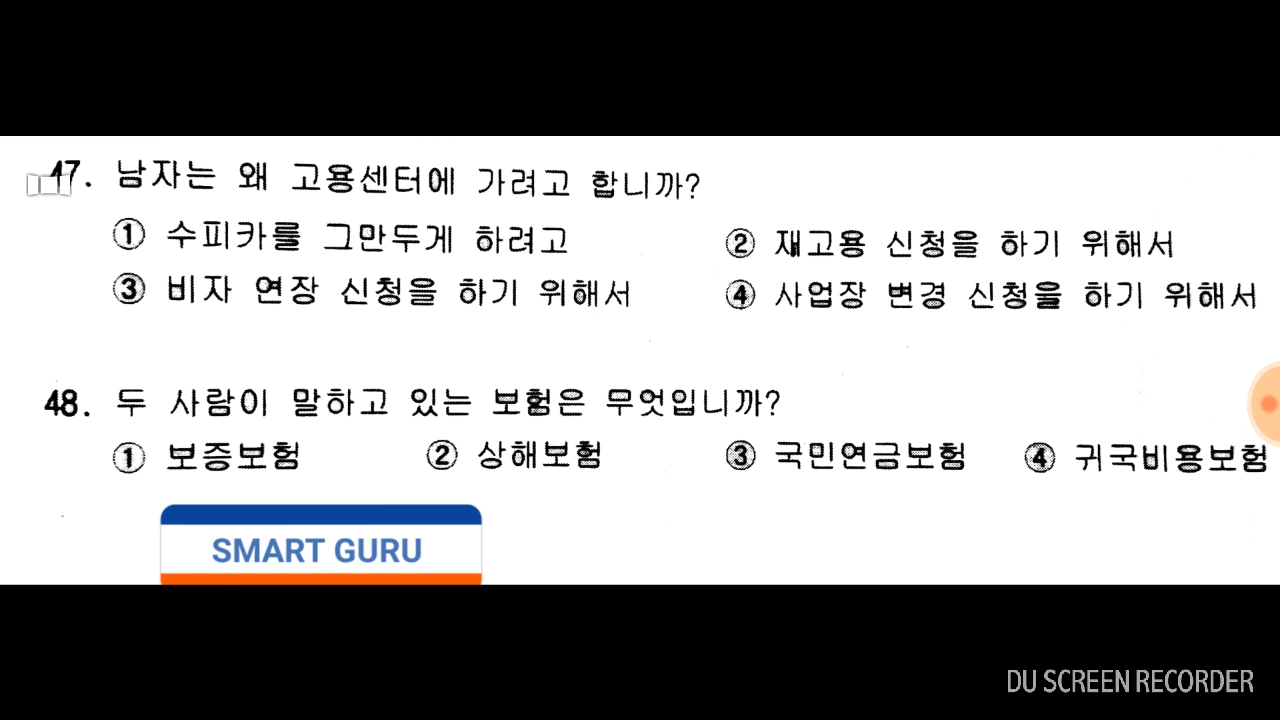 47. 남자는 왜 고용센터에 가려고 합니까?
① 수피카를 그만두게 하려고 ② 재고용 신청을 하기 위해서
③ 비자 연장 신청을 하기 위해서 ④ 사업장 변경 신청을 하기 위해서
48. 두 사람이 말하고 있는 보험은 무엇입니까?
① 보증보험 ② 상해보험 ③ 국민연금보험 ④ 귀국비용보험
SMART GURU
DU SCREEN RECORDER